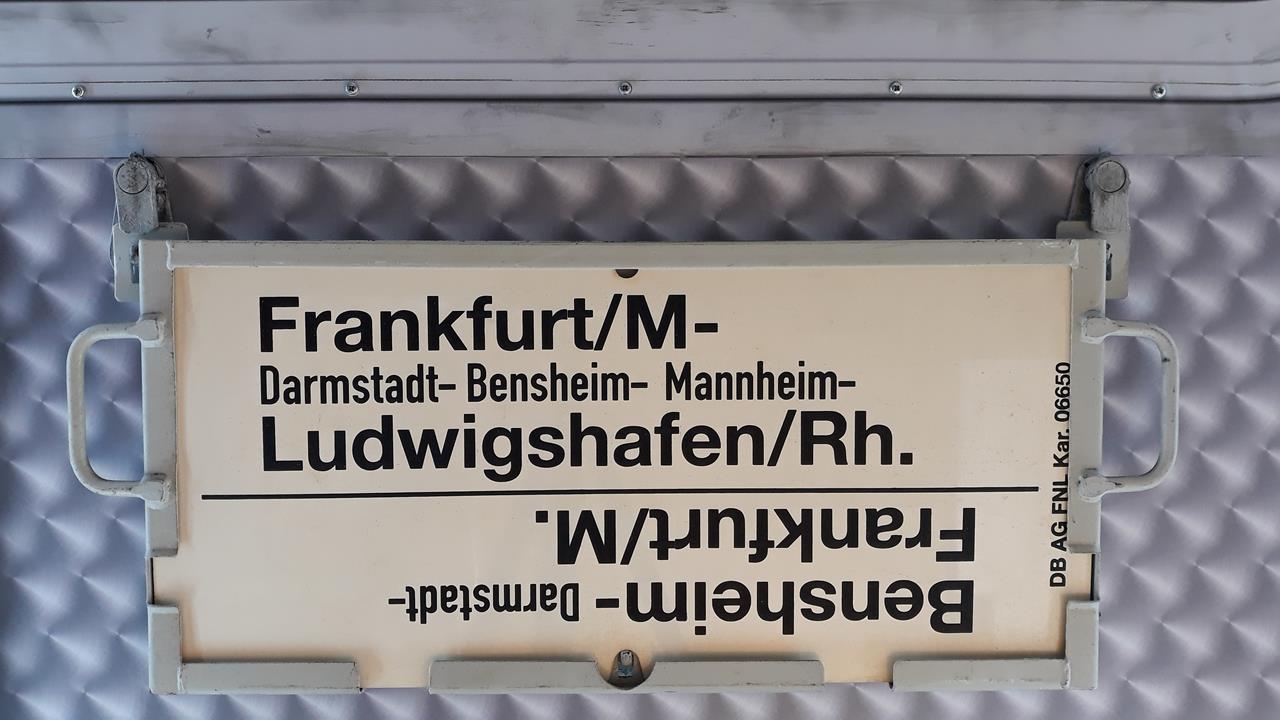 Frankfurt/M-
Darmstadt- Bensheim- Mannheim-
Ludwigshafen/Rh.
Bensheim- Darmstadt-
Frankfurt/M.
DB AG FNL Kar. 06650